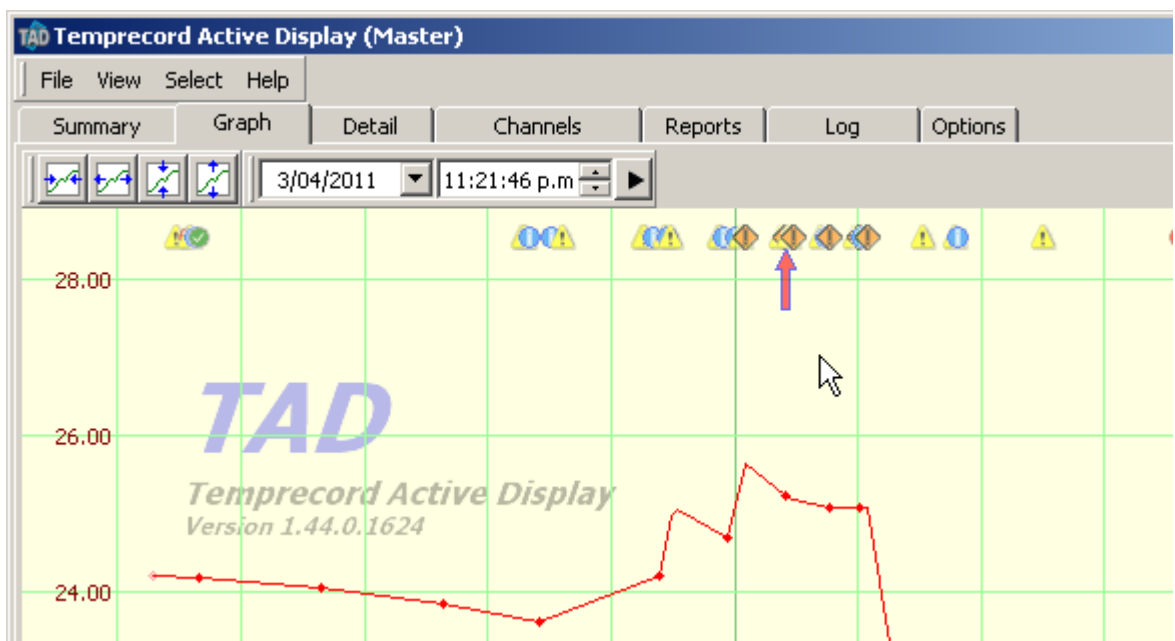 TAD Temprecord Active Display (Master)
File View Select Help
Summary Graph Detail Channels Reports Log Options
3/04/2011 11:21:46 p.m
28.00
26.00
24.00
TAD
Temprecord Active Display
Version 1.44.0.1624